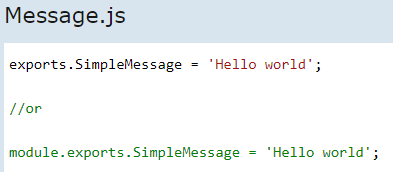 Message.js
exports.SimpleMessage = 'Hello world';
//or
module.exports.SimpleMessage = 'Hello world';